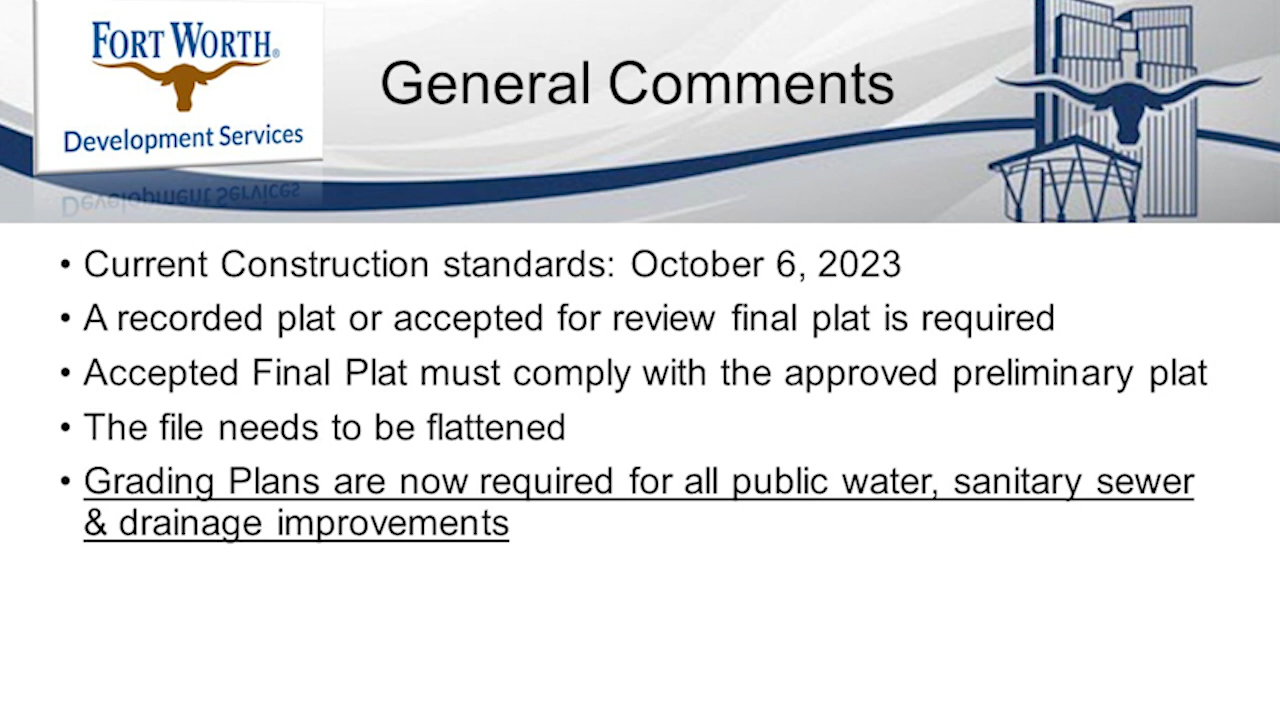 FORT WORTH®
Development Services
General Comments
• Current Construction standards: October 6, 2023
• A recorded plat or accepted for review final plat is required
• Accepted Final Plat must comply with the approved preliminary plat
• The file needs to be flattened
• Grading Plans are now required for all public water, sanitary sewer
& drainage improvements